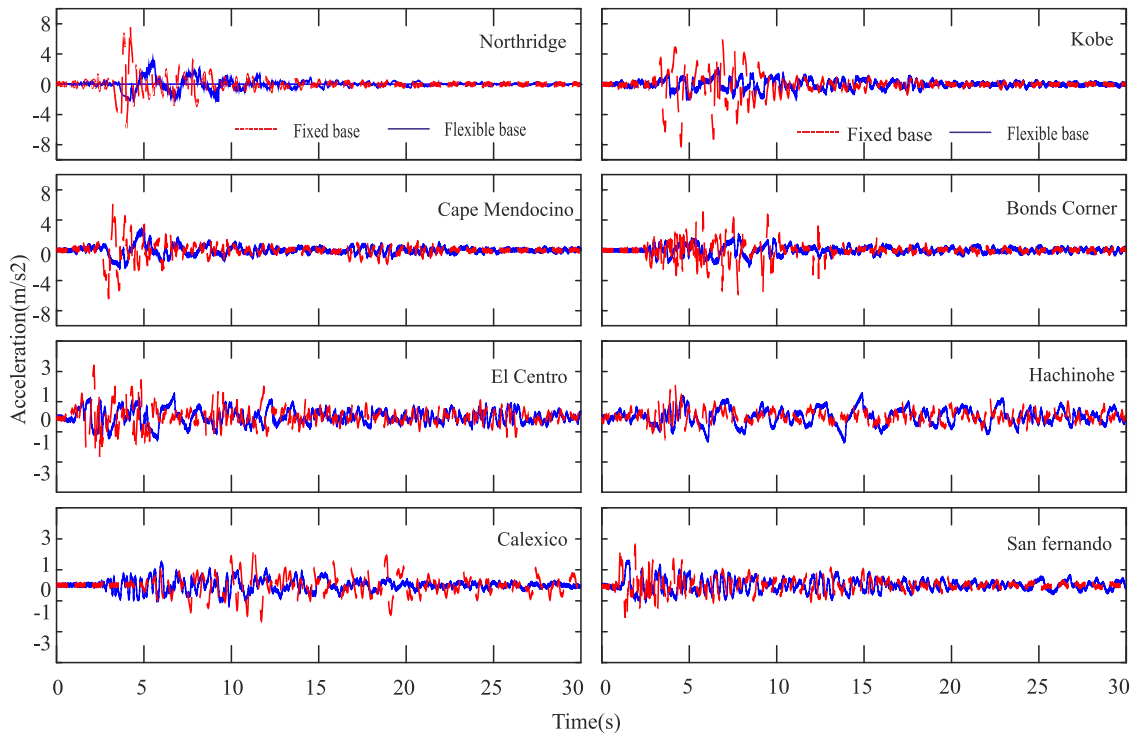 8
4
0
-4
-8
Northridge
Fixed base Flexible base
Kobe
Fixed base Flexible base
8
4
0
-4
-8
Cape Mendocino
Bonds Corner
Acceleration(m/s2)
3
1
0
-1
-3
El Centro
Hachinohe
3
1
0
-1
-3
Calexico
San fernando
0 5 10 15 20 25 30
0 5 10 15 20 25 30
Time(s)